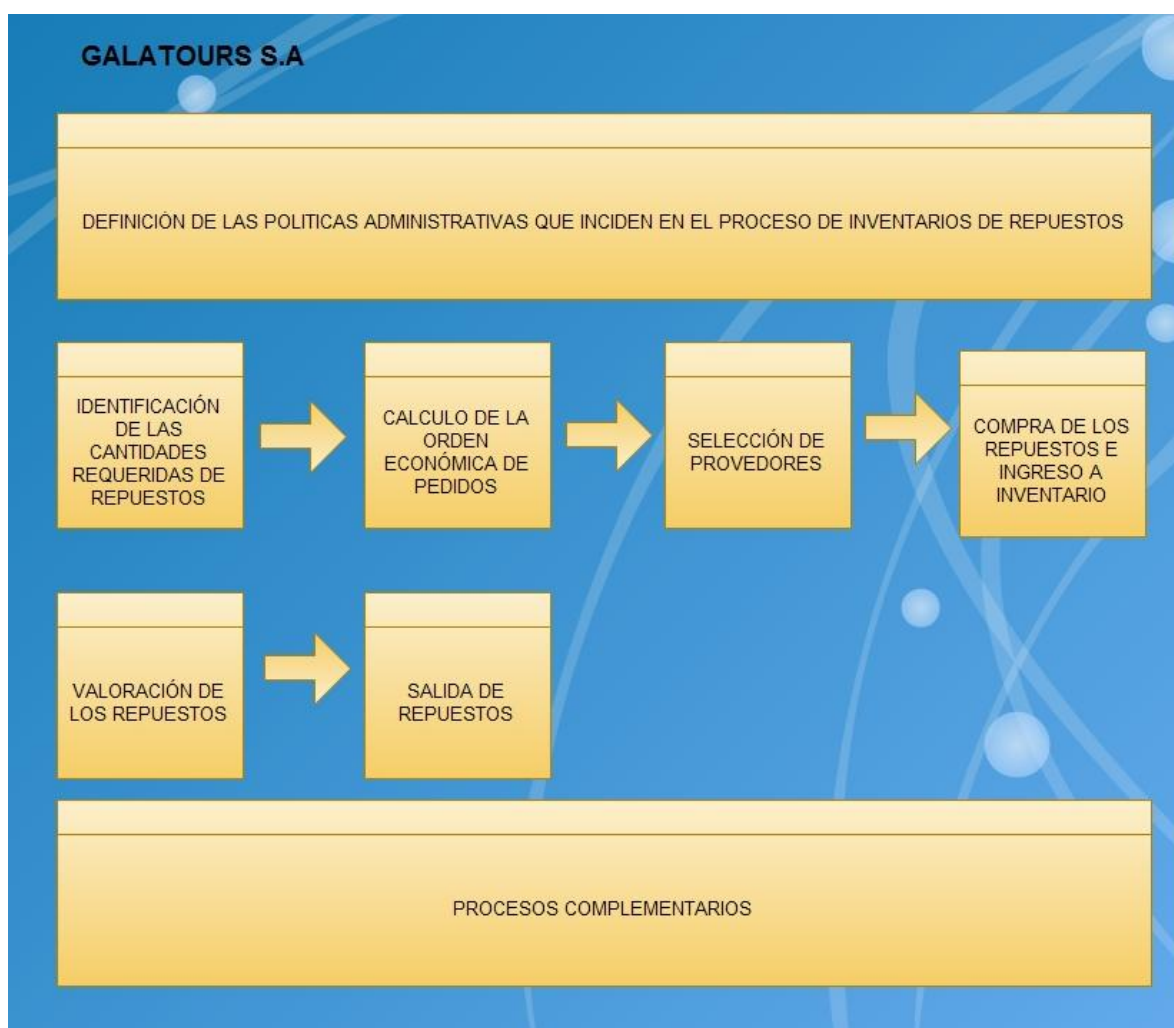 GALATOURS S.A
DEFINICIÓN DE LAS POLITICAS ADMINISTRATIVAS QUE INCIDEN EN EL PROCESO DE INVENTARIOS DE REPUESTOS
IDENTIFICACIÓN
DE LAS
CANTIDADES
REQUERIDAS DE
REPUESTOS
CALCULO DE LA
ORDEN
ECONÓMICA DE
PEDIDOS
SELECCIÓN DE
PROVEDORES
COMPRA DE LOS
REPUESTOS E
INGRESO A
INVENTARIO
VALORACIÓN DE
LOS REPUESTOS
SALIDA DE
REPUESTOS
PROCESOS COMPLEMENTARIOS